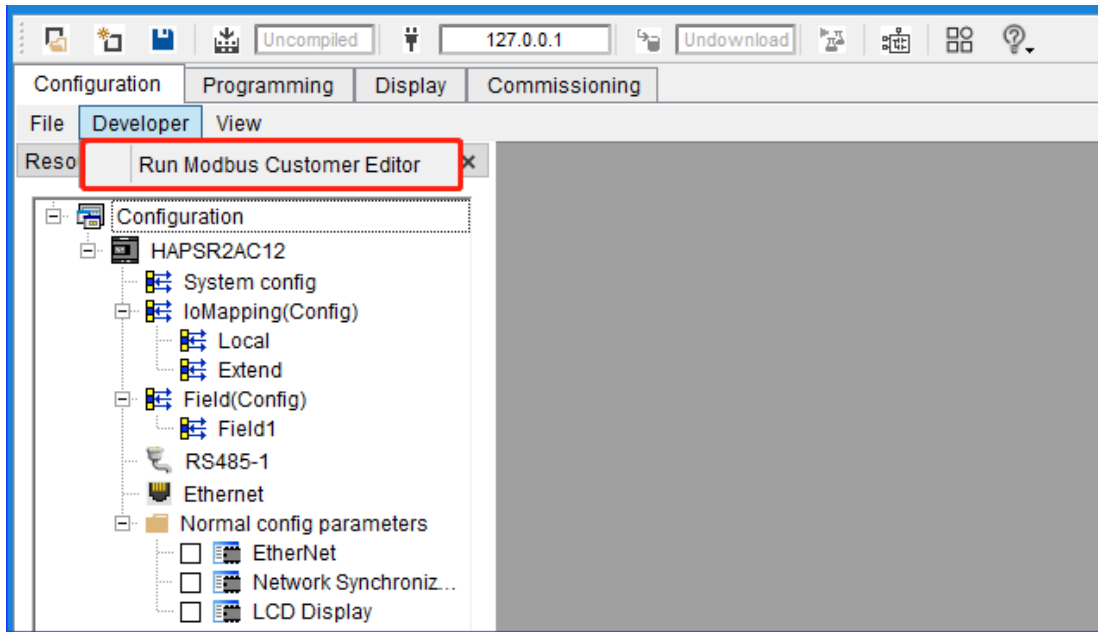 Uncompiled 127.0.0.1 Undownload
Configuration Programming Display Commissioning
File Developer View
Reso
Run Modbus Customer Editor
Configuration
HAPSR2AC12
System config
IoMapping(Config)
Local
Extend
Field(Config)
Field1
RS485-1
Ethernet
Normal config parameters
EtherNet
Network Synchroniz...
LCD Display